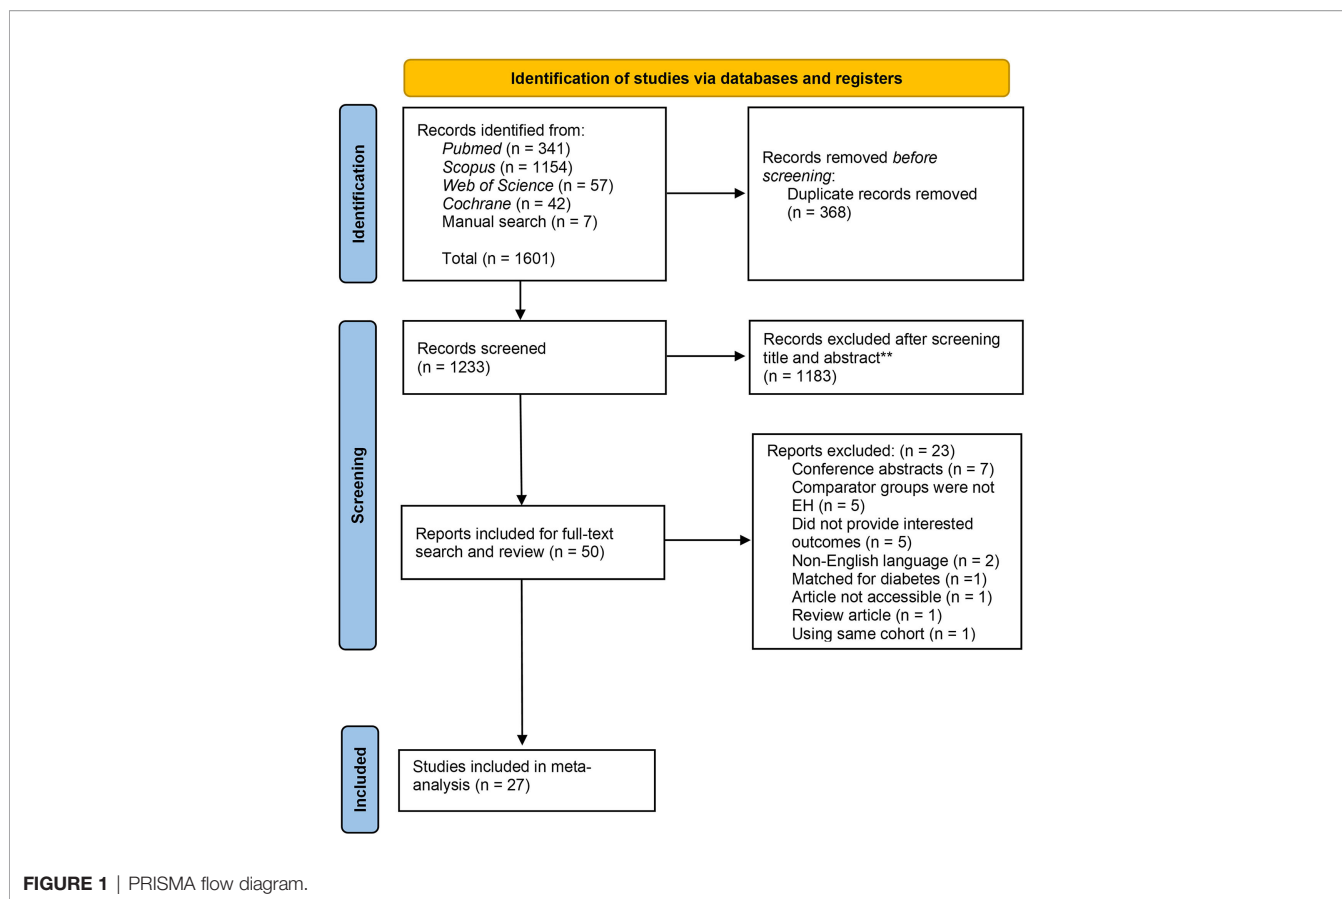 Identification of studies via databases and registers
Identification
Records identified from:
Pubmed (n = 341)
Scopus (n = 1154)
Web of Science (n = 57)
Cochrane (n = 42)
Manual search (n = 7)
Total (n = 1601)
Records removed before
screening:
Duplicate records removed
(n = 368)
Screening
Records screened
(n = 1233)
Records excluded after screening
title and abstract**
(n = 1183)
Reports included for full-text
search and review (n = 50)
Reports excluded: (n = 23)
Conference abstracts (n = 7)
Comparator groups were not
EH (n = 5)
Did not provide interested
outcomes (n = 5)
Non-English language (n = 2)
Matched for diabetes (n =1)
Article not accessible (n = 1)
Review article (n = 1)
Using same cohort (n = 1)
Included
Studies included in meta-
analysis (n = 27)
FIGURE 1 | PRISMA flow diagram.